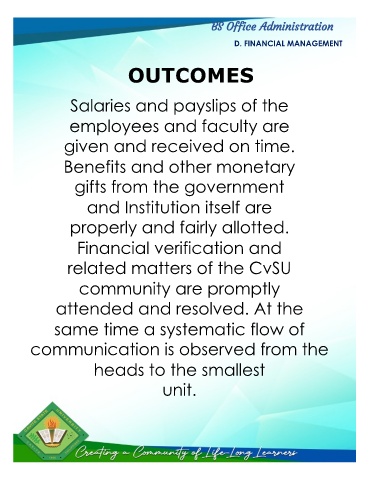 BS Office Administration
D. FINANCIAL MANAGEMENT
OUTCOMES
Salaries and payslips of the
employees and faculty are
given and received on time.
Benefits and other monetary
gifts from the government
and Institution itself are
properly and fairly allotted.
Financial verification and
related matters of the CvSU
community are promptly
attended and resolved. At the
same time a systematic flow of
communication is observed from the
heads to the smallest
unit.
Creating a Community of Life-Long Learners